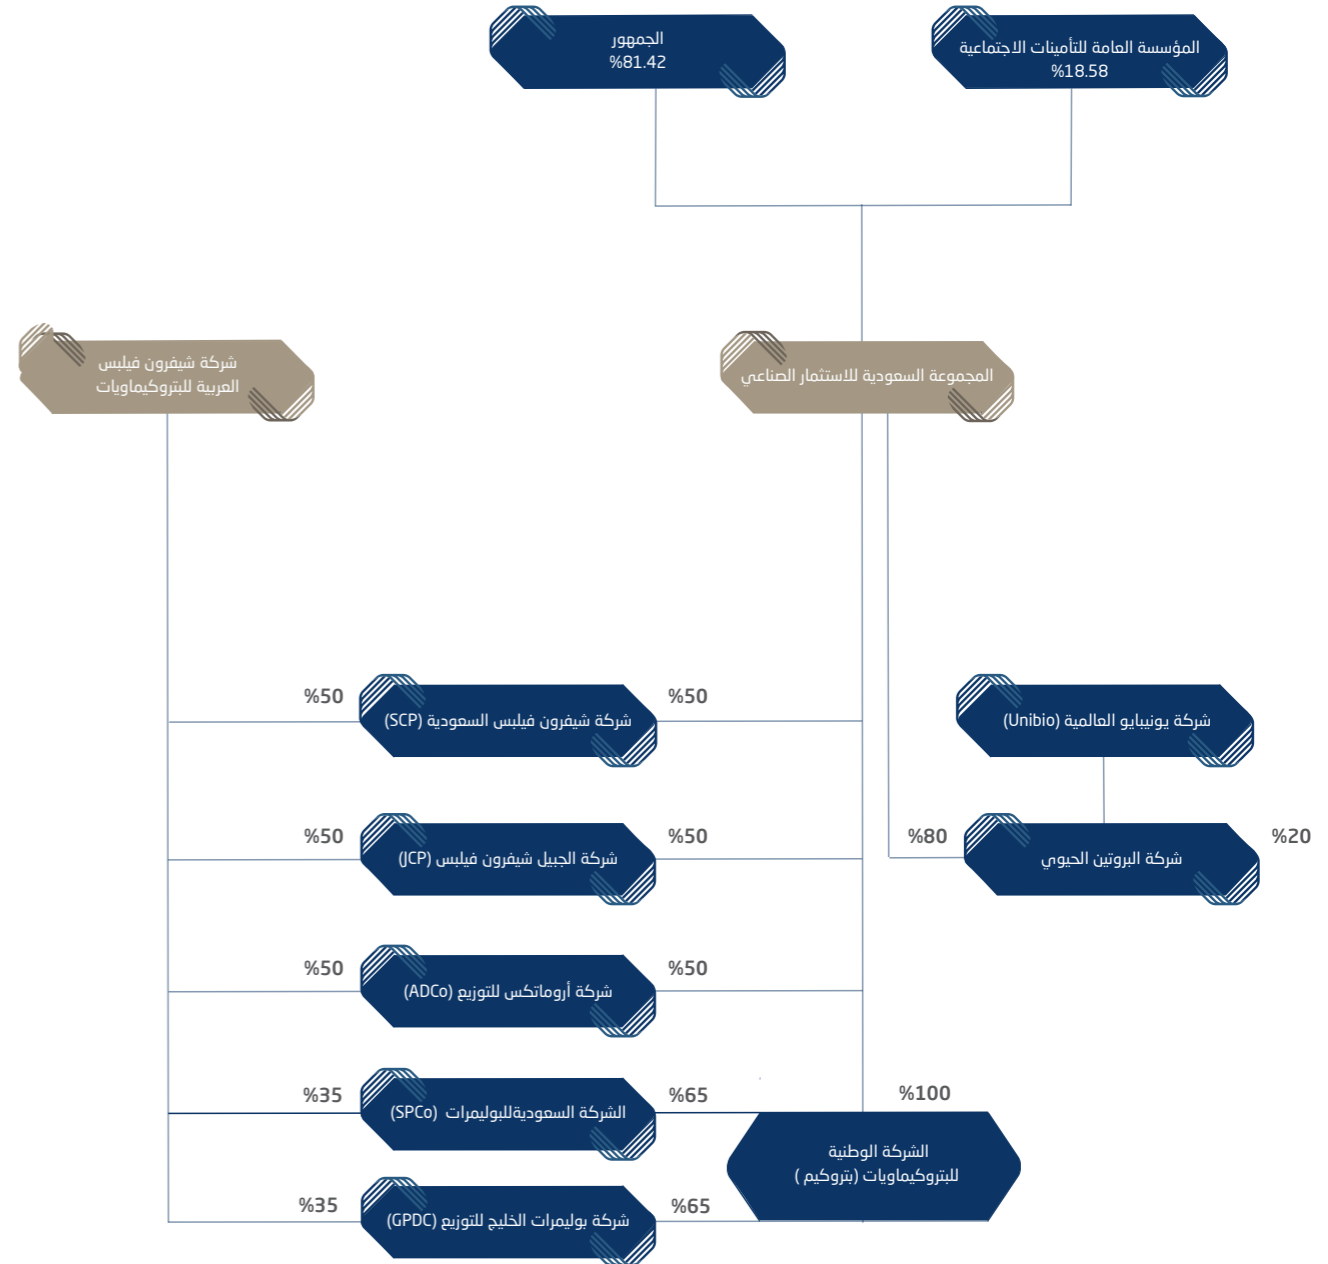 المؤسسة العامة للتأمينات الاجتماعية
%18.58
الجمهور
%81.42
المجموعة السعودية للاستثمار الصناعي
شركة شيفرون فيلبس
العربية للبتروكيماويات
شركة يونيبايو العالمية (Unibio)
%50
شركة شيفرون فيلبس السعودية (SCP)
%50
%20
شركة البروتين الحيوي
%80
%50
شركة الجبيل شيفرون فيلبس (JCP)
%50
%50
شركة أروماتكس للتوزيع (ADCo)
%50
%100
الشركة الوطنية
للبتروكيماويات (بتروكيم )
%65
الشركة السعوديةللبوليمرات (SPCo)
%35
%65
شركة بوليمرات الخليج للتوزيع (GPDC)
%35